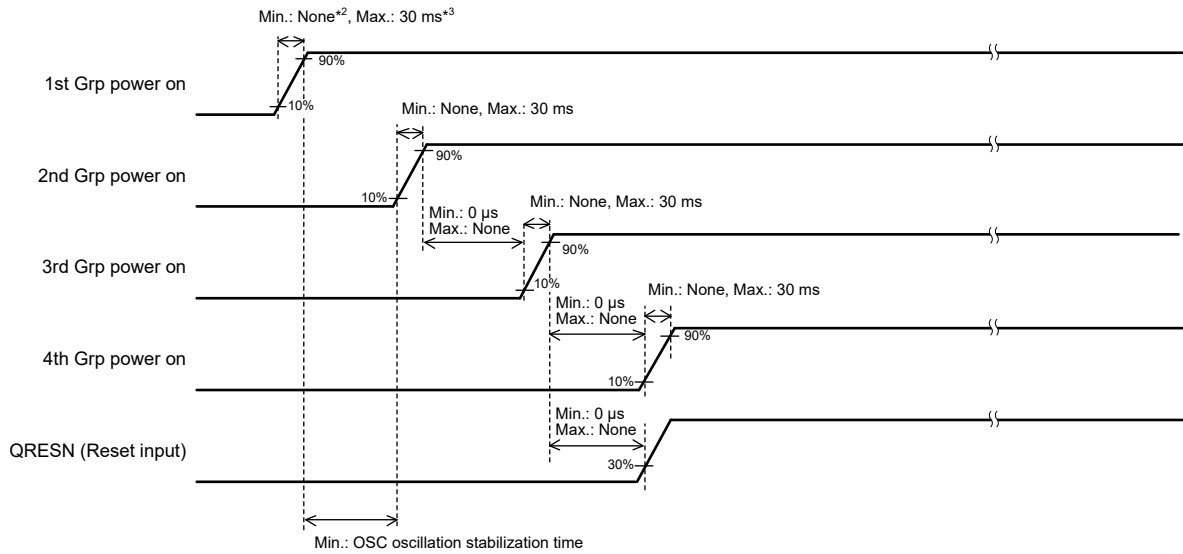 Min.: None*2, Max.: 30 ms*3
90%
1st Grp power on
10%
Min.: None, Max.: 30 ms
90%
2nd Grp power on
10%
Min.: 0 µs
Max.: None
Min.: None, Max.: 30 ms
90%
3rd Grp power on
10%
Min.: 0 µs
Max.: None
Min.: None, Max.: 30 ms
90%
4th Grp power on
10%
Min.: 0 µs
Max.: None
QRESN (Reset input)
30%
Min.: OSC oscillation stabilization time